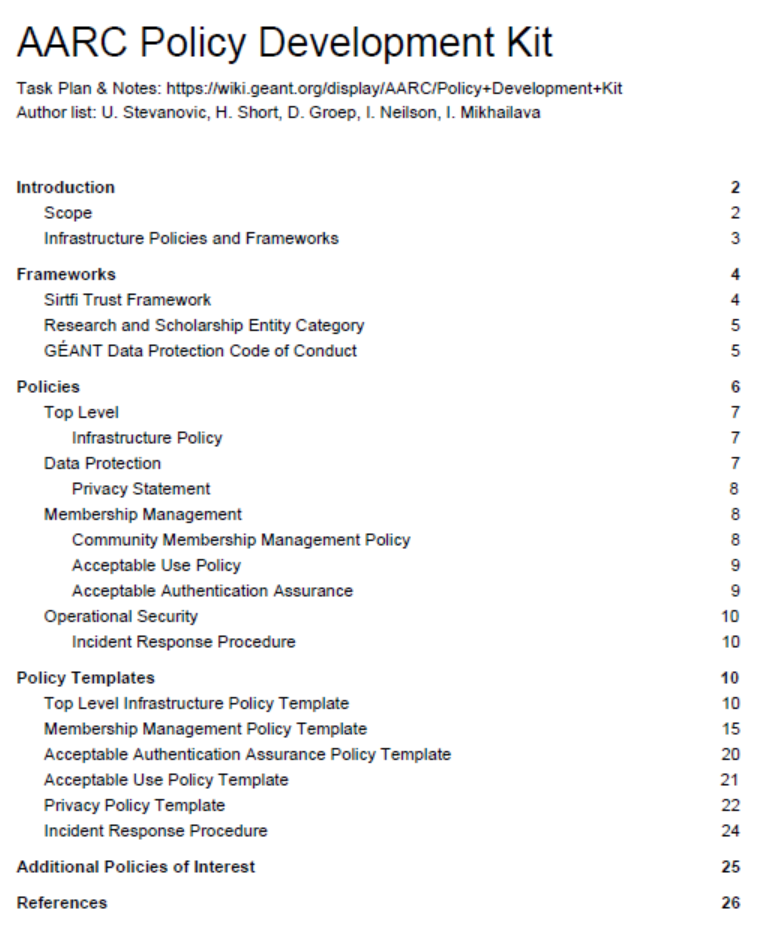 AARC Policy Development Kit
Task Plan & Notes: https://wiki.geant.org/display/AARC/Policy+Development+Kit
Author list: U. Stevanovic, H. Short, D. Groep, I. Neilson, I. Mikhailava
Introduction 2
Scope 2
Infrastructure Policies and Frameworks 3
Frameworks 4
Sirtfi Trust Framework 4
Research and Scholarship Entity Category 5
GÉANT Data Protection Code of Conduct 5
Policies 6
Top Level 7
Infrastructure Policy 7
Data Protection 7
Privacy Statement 8
Membership Management 8
Community Membership Management Policy 8
Acceptable Use Policy 9
Acceptable Authentication Assurance 9
Operational Security 10
Incident Response Procedure 10
Policy Templates 10
Top Level Infrastructure Policy Template 10
Membership Management Policy Template 15
Acceptable Authentication Assurance Policy Template 20
Acceptable Use Policy Template 21
Privacy Policy Template 22
Incident Response Procedure 24
Additional Policies of Interest 25
References 26